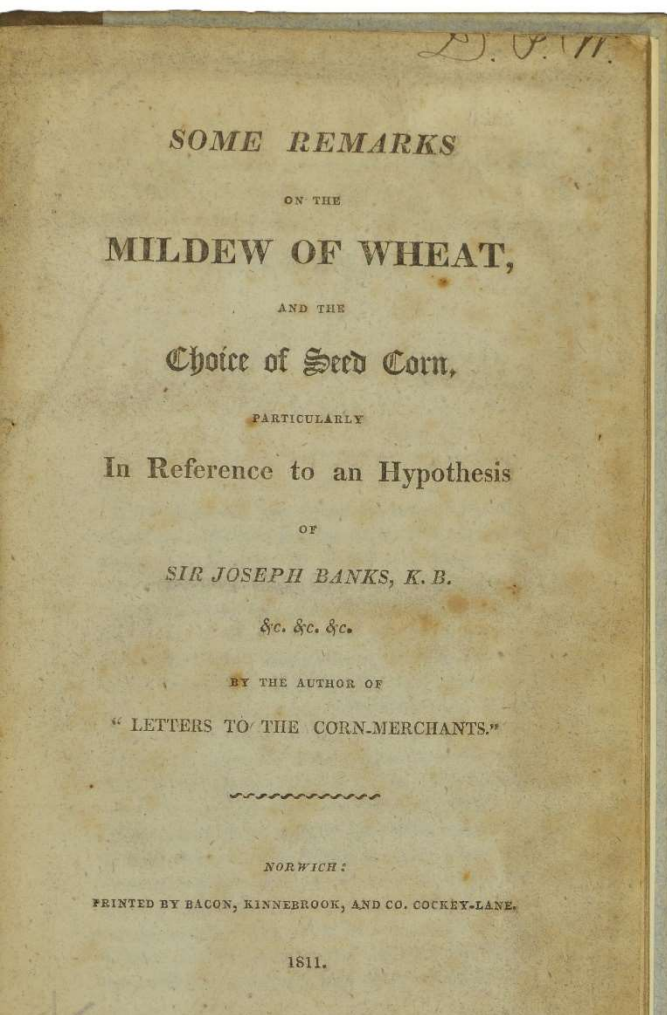 SOME REMARKS
ON THE
MILDEW OF WHEAT,
AND THE
Choice of Seed Corn,
PARTICULARLY
In Reference to an Hypothesis
OF
SIR JOSEPH BANKS, K. B.
&c. &c. &c.
BY THE AUTHOR OF
“ LETTERS TO THE CORN-MERCHANTS.”
NORWICH:
PRINTED BY BACON, KINNEBROOK, AND CO. COCKEY-LANE.
1811.